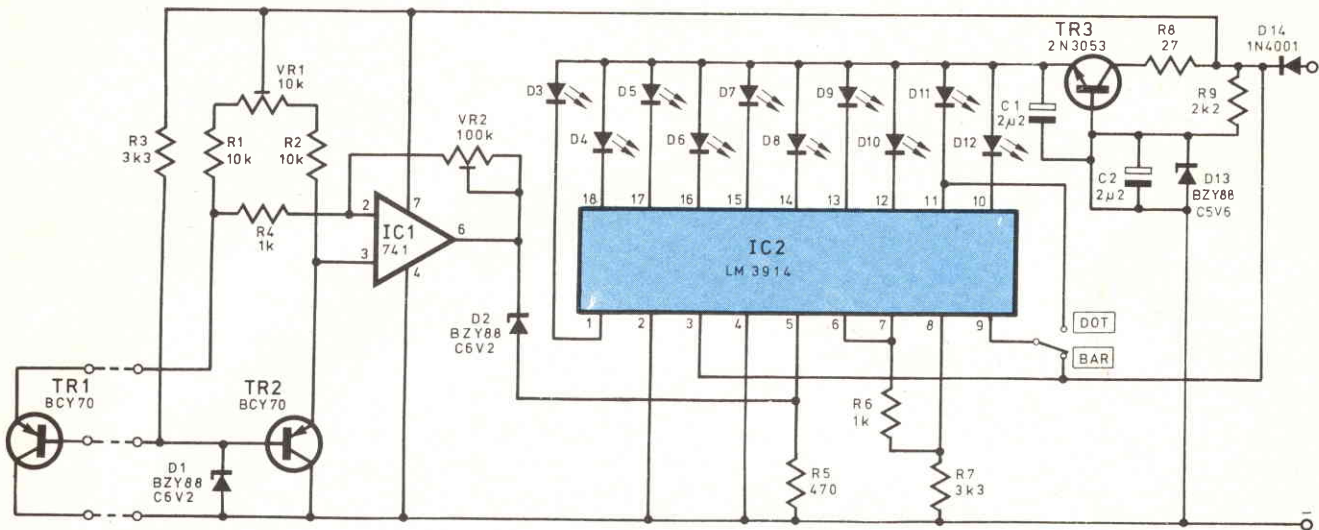 TR3
2N3053
R8
27
D14
1N4001
VR1
10k
R3
3k3
R1
10k
R2
10k
VR2
100k
D3
D5
D7
D9
D11
C1
2µ2
R9
2k2
D4
D6
D8
D10
D12
C2
2µ2
D13
BZY88
C5V6
R4
1k
2
7
IC1
741
6
3
4
18
17
16
15
14
13
12
11
10
IC2
LM 3914
1
2
3
4
5
6
7
8
9
DOT
BAR
D2
BZY88
C6V2
TR1
BCY70
TR2
BCY70
D1
BZY88
C6V2
R6
1k
R5
470
R7
3k3
-